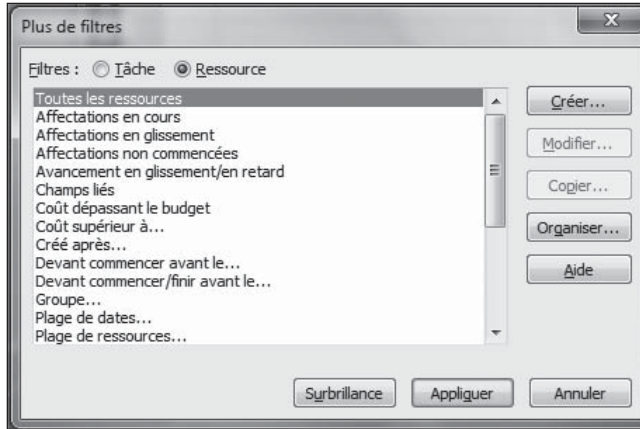 Plus de filtres
Filtres : Tâche Ressource
Toutes les ressources
Affectations en cours
Affectations en glissement
Affectations non commencées
Avancement en glissement/en retard
Champs liés
Coût dépassant le budget
Coût supérieur à...
Créé après...
Devant commencer avant le...
Devant commencer/finir avant le...
Groupe...
Plage de dates...
Plage de ressources...
Créer...
Modifier...
Copier...
Organiser...
Aide
Surbrillance Appliquer Annuler